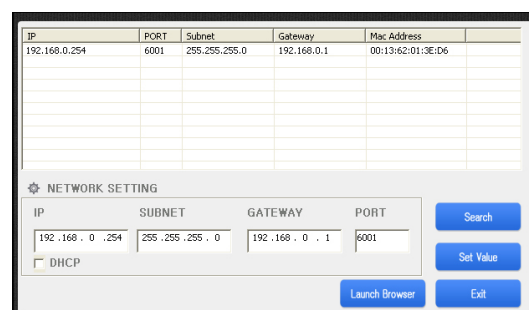 IP PORT Subnet Gateway Mac Address
192.168.0.254 6001 255.255.255.0 192.168.0.1 00:13:62:01:3E:D6
NETWORK SETTING
IP SUBNET GATEWAY PORT
192 .168 . 0 .254 255 .255 .255 . 0 192 .168 . 0 . 1 6001
Search
DHCP
Set Value
Launch Browser Exit